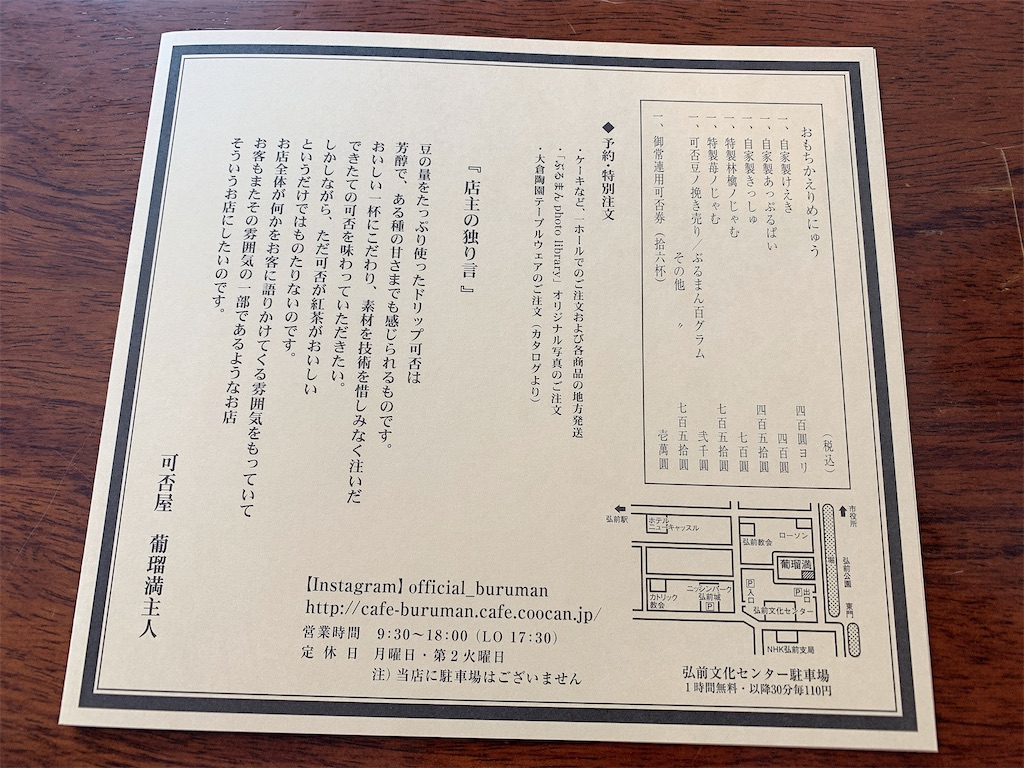 おもちかえりめにゅう （税込）
一、自家製けえき 四百圓ヨリ
一、自家製あっぷるぱい 四百圓
一、自家製きっしゅ 四百五拾圓
一、特製林檎ノじゃむ 七百圓
一、特製苺ノじゃむ 七百五拾圓
一、可否豆ノ挽き売り／ぶるまん百グラム 弐千圓
その他 〃 七百五拾圓
一、御常連用可否券（拾六杯） 壱萬圓
◆予約・特別注文
・ケーキなど、一ホールでのご注文および各商品の地方発送
・「ぶるまん photo library」オリジナル写真のご注文
・大倉陶園テーブルウェアのご注文（カタログより）
『店主の独り言』
豆の量をたっぷり使ったドリップ可否は
芳醇で、ある種の甘さまでも感じられるものです。
おいしい一杯にこだわり、素材を技術を惜しみなく注いだ
できたての可否を味わっていただきたい。
しかしながら、ただ可否が紅茶がおいしい
というだけではものたりないのです。
お店全体が何かをお客に語りかけてくる雰囲気をもっていて
お客もまたその雰囲気の一部であるようなお店
そういうお店にしたいのです。
可否屋 葡瑠満主人
【Instagram】official_buruman
http://cafe-buruman.cafe.coocan.jp/
営業時間 9:30〜18:00（LO 17:30）
定休日 月曜日・第２火曜日
注）当店に駐車場はございません
市役所
弘前駅
ホテル
ニューキャッスル
弘前教会
ローソン
葡瑠満
濠
弘前公園
東門
カトリック
教会
ニッシンパーク
弘前城
P
P
入口
P出口
弘前文化センター
NHK弘前支局
弘前文化センター駐車場
１時間無料・以降30分毎110円